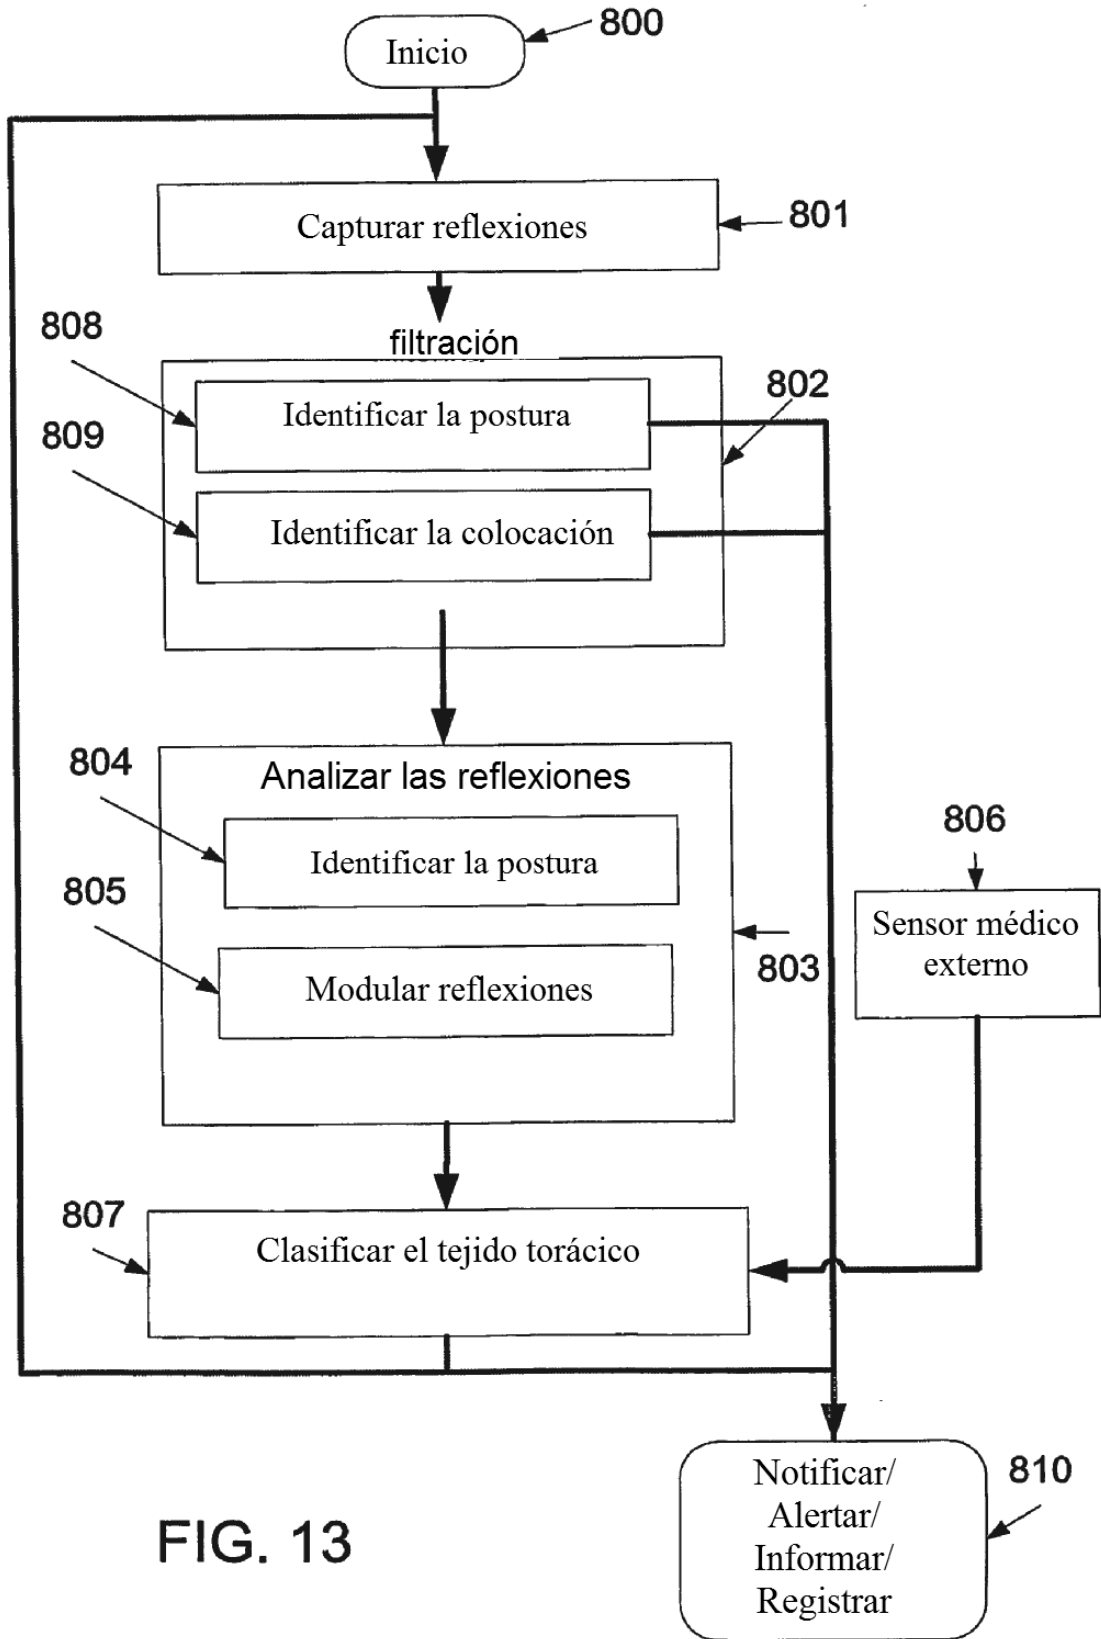 800
Inicio
801
Capturar reflexiones
808
filtración
802
Identificar la postura
809
Identificar la colocación
804
Analizar las reflexiones
806
Identificar la postura
805
Sensor médico
externo
803
Modular reflexiones
807
Clasificar el tejido torácico
Notificar/
Alertar/
Informar/
Registrar
810
FIG. 13